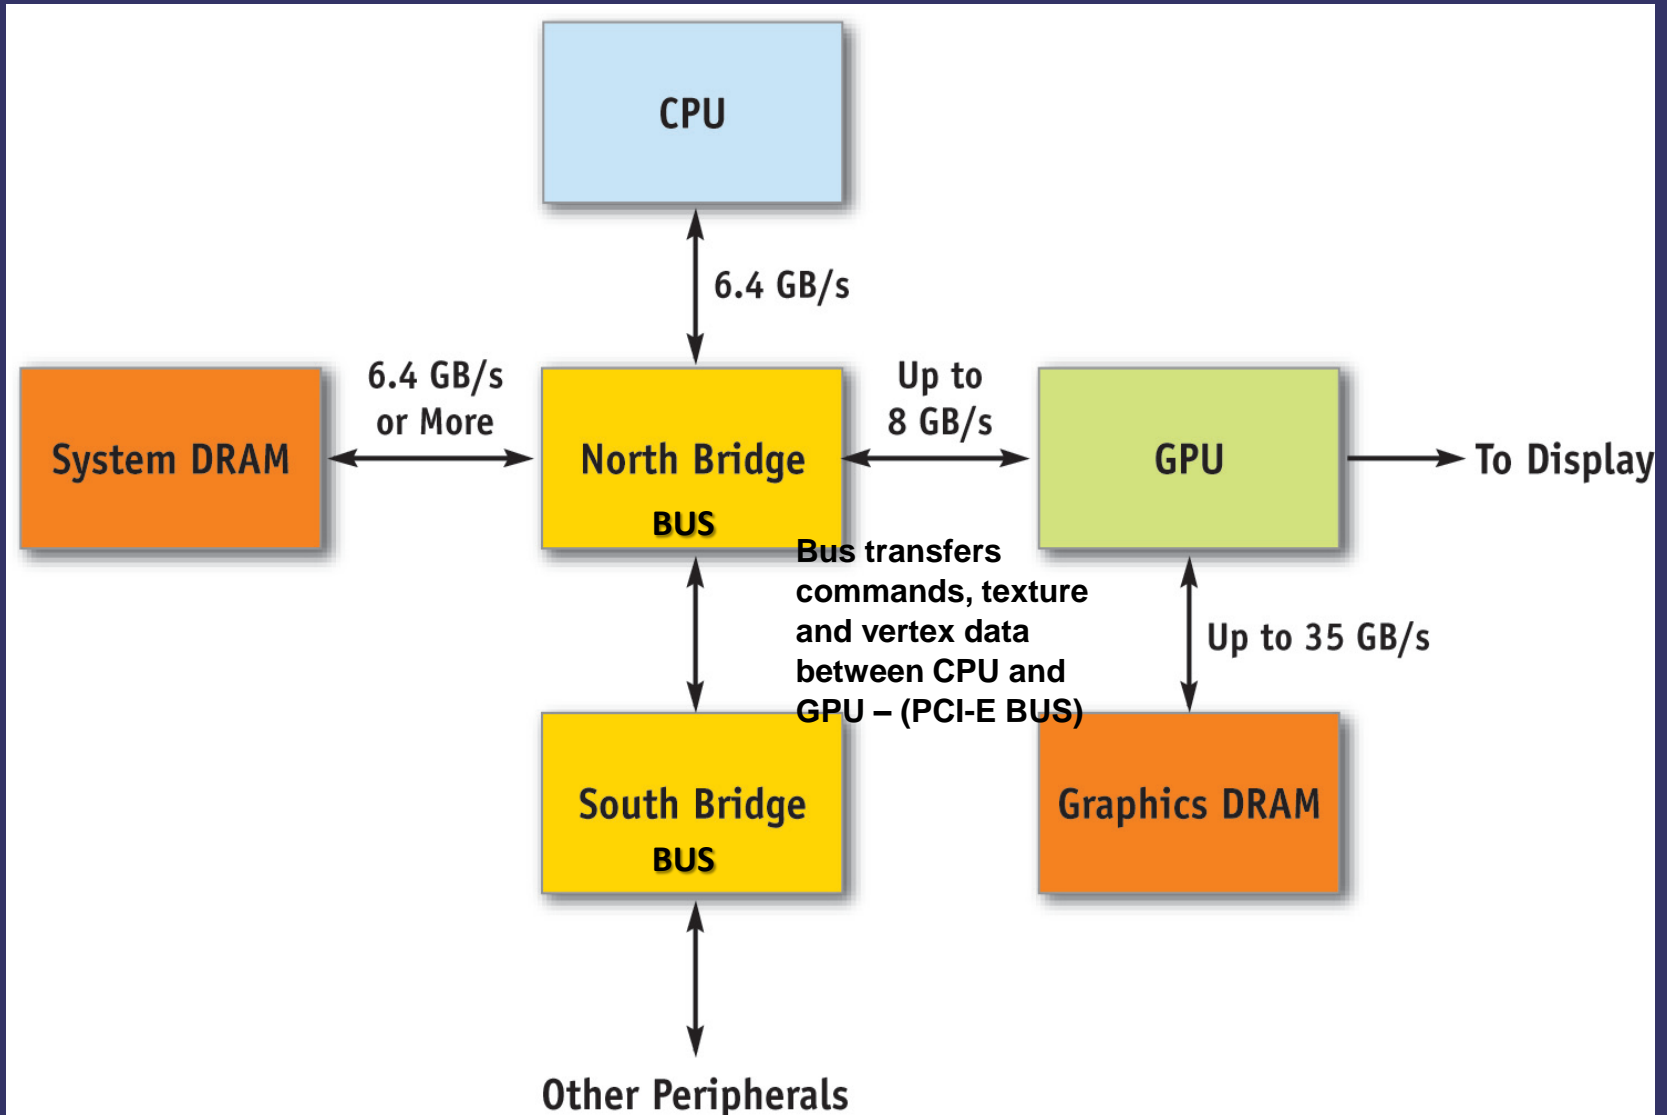 CPU
6.4 GB/s
6.4 GB/s
or More
Up to
8 GB/s
System DRAM
North Bridge
BUS
GPU
To Display
Bus transfers
commands, texture
and vertex data
between CPU and
GPU – (PCI-E BUS)
Up to 35 GB/s
South Bridge
BUS
Graphics DRAM
Other Peripherals